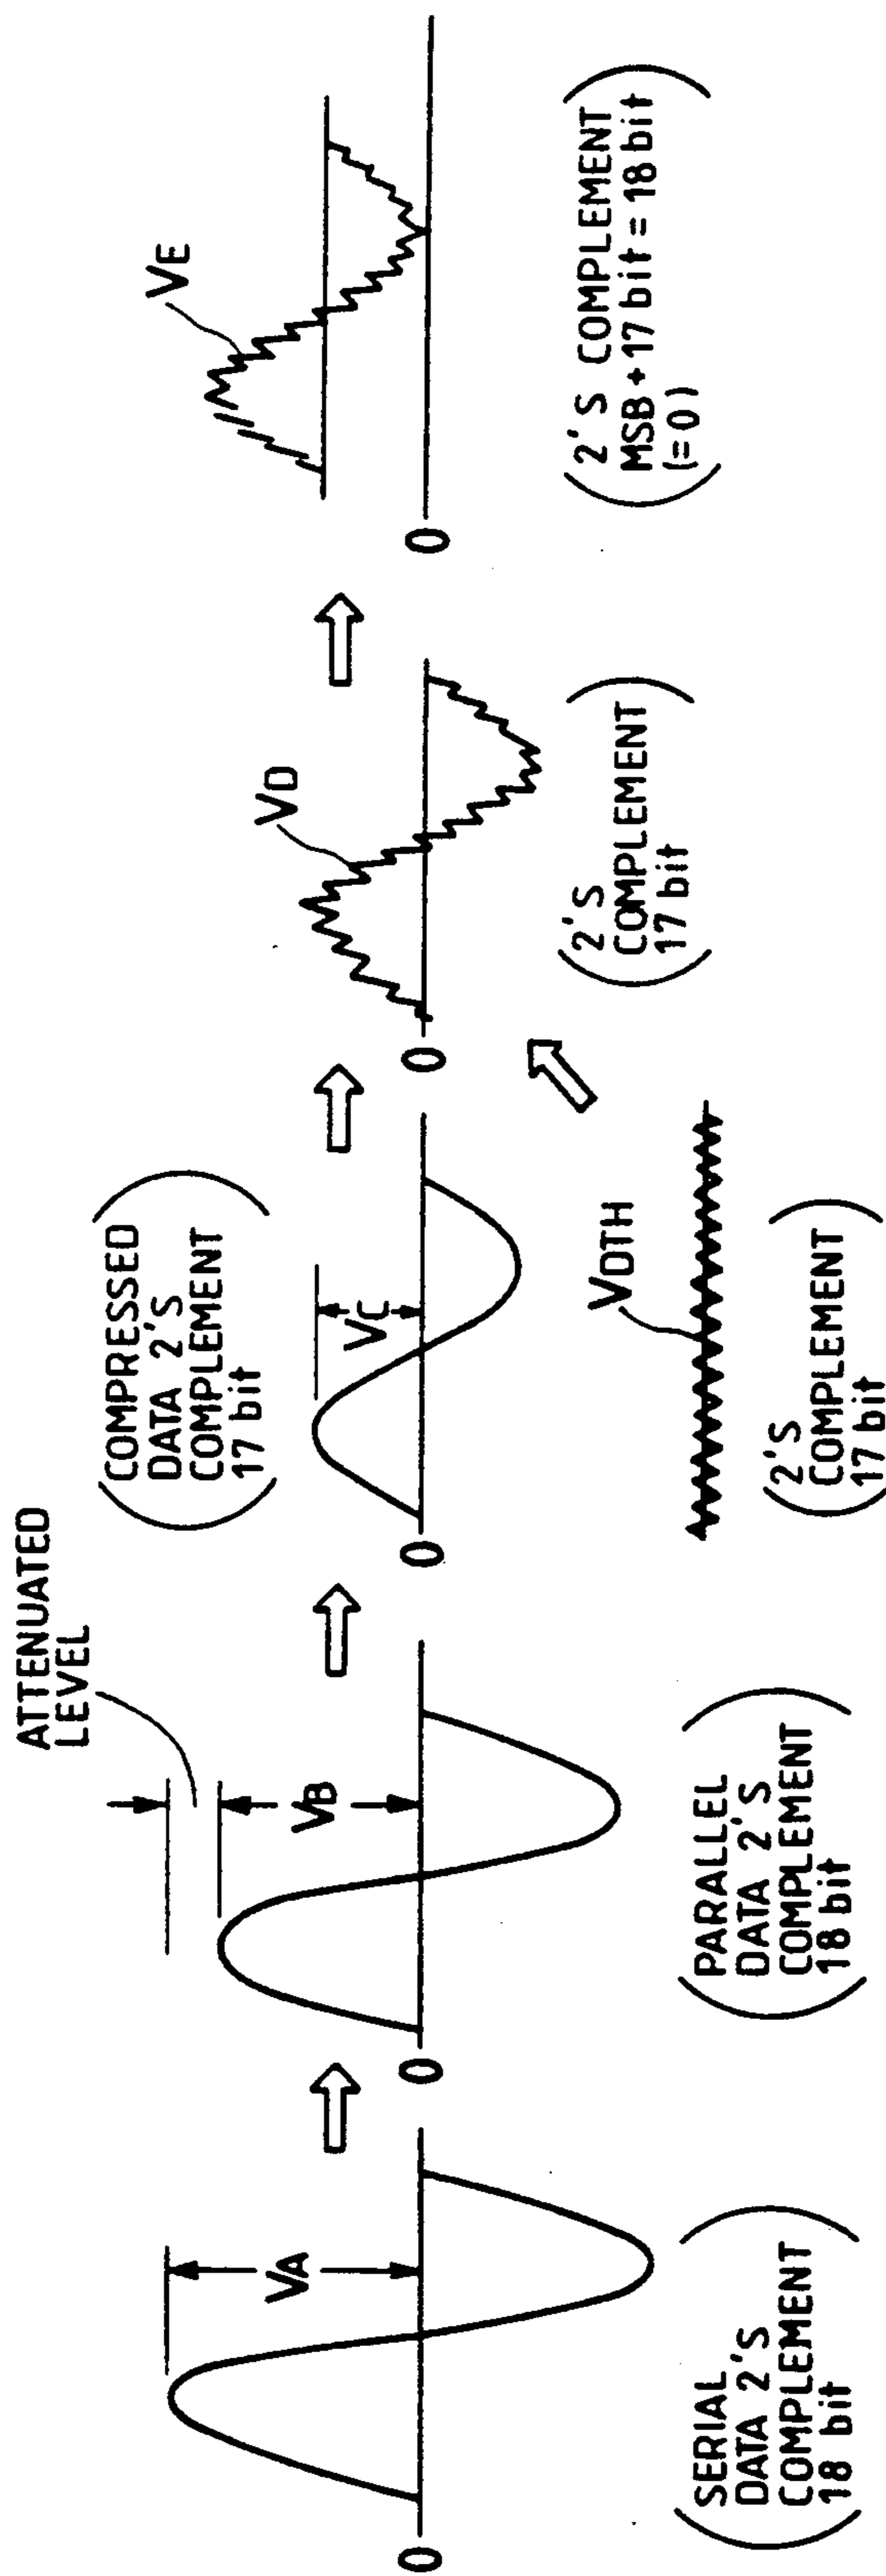 0
VA
(SERIAL
DATA 2'S
COMPLEMENT
18 bit)
ATTENUATED
LEVEL
0
VB
(PARALLEL
DATA 2'S
COMPLEMENT
18 bit)
(COMPRESSED
DATA 2'S
COMPLEMENT
17 bit)
0
VC
VDTH
(2'S
COMPLEMENT
17 bit)
0
VD
(2'S
COMPLEMENT
17 bit)
0
VE
(2'S COMPLEMENT
MSB+17 bit=18 bit
(=0))